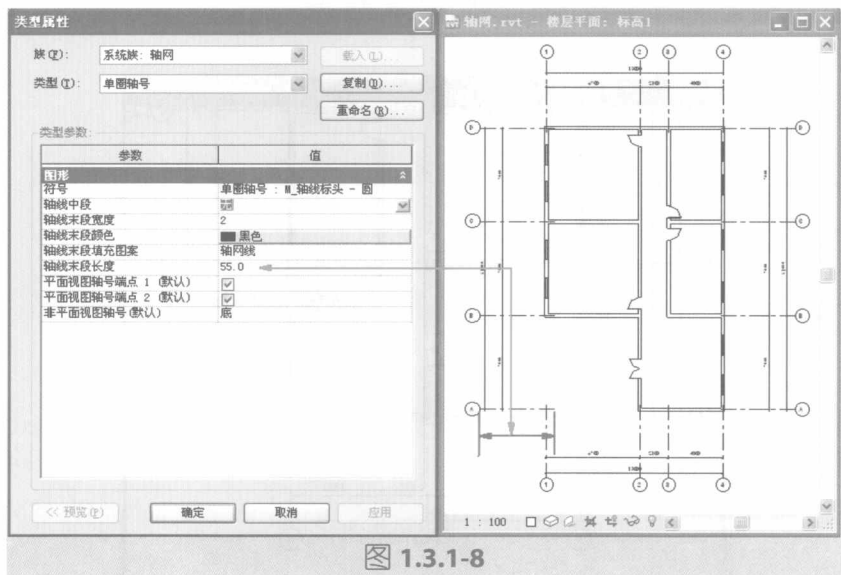 类型属性
族(F):
系统族: 轴网
载入(L)...
类型(T):
单圈轴号
复制(D)...
重命名(R)...
类型参数:
参数
值
图形
符号
单圈轴号 : M_轴线标头 - 圆
轴线中段
轴线末段宽度
2
轴线末段颜色
黑色
轴线末段填充图案
轴网线
轴线末段长度
55.0
平面视图轴号端点 1 (默认)
平面视图轴号端点 2 (默认)
非平面视图轴号(默认)
底
<< 预览(P)
确定
取消
应用
轴网.rvt - 楼层平面: 标高1
1
2
3
4
D
D
C
C
B
B
A
A
1
2
3
4
1 : 100
图 1.3.1-8